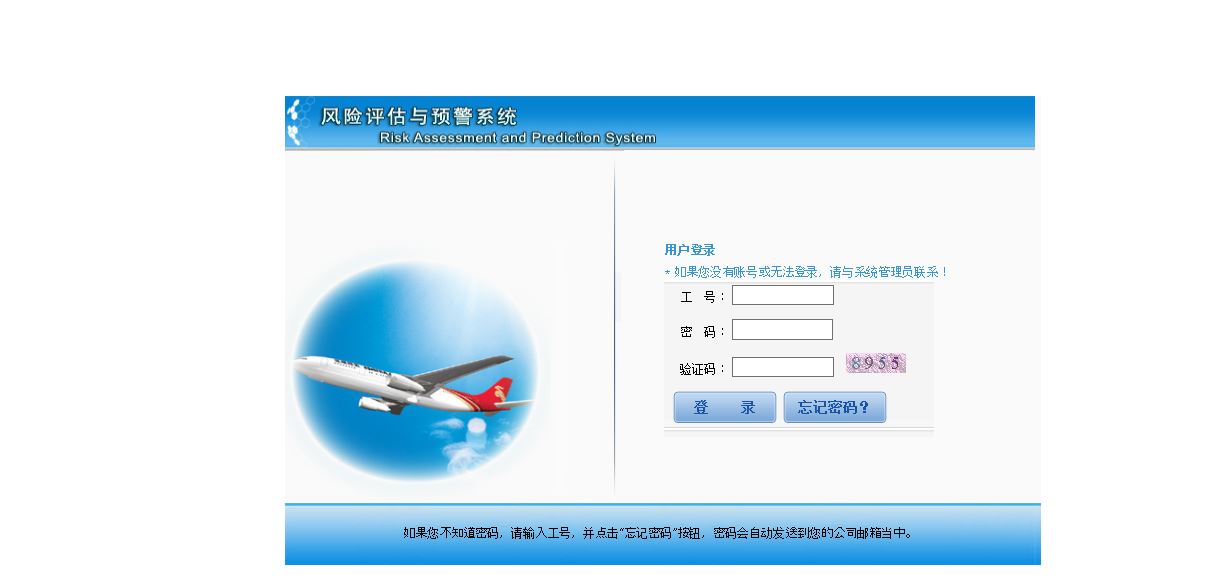 风险评估与预警系统
Risk Assessment and Prediction System
用户登录
* 如果您没有账号或无法登录，请与系统管理员联系！
工 号：
密 码：
验证码： 8955
登 录 忘记密码？
如果您不知道密码，请输入工号，并点击“忘记密码”按钮，密码会自动发送到您的公司邮箱当中。